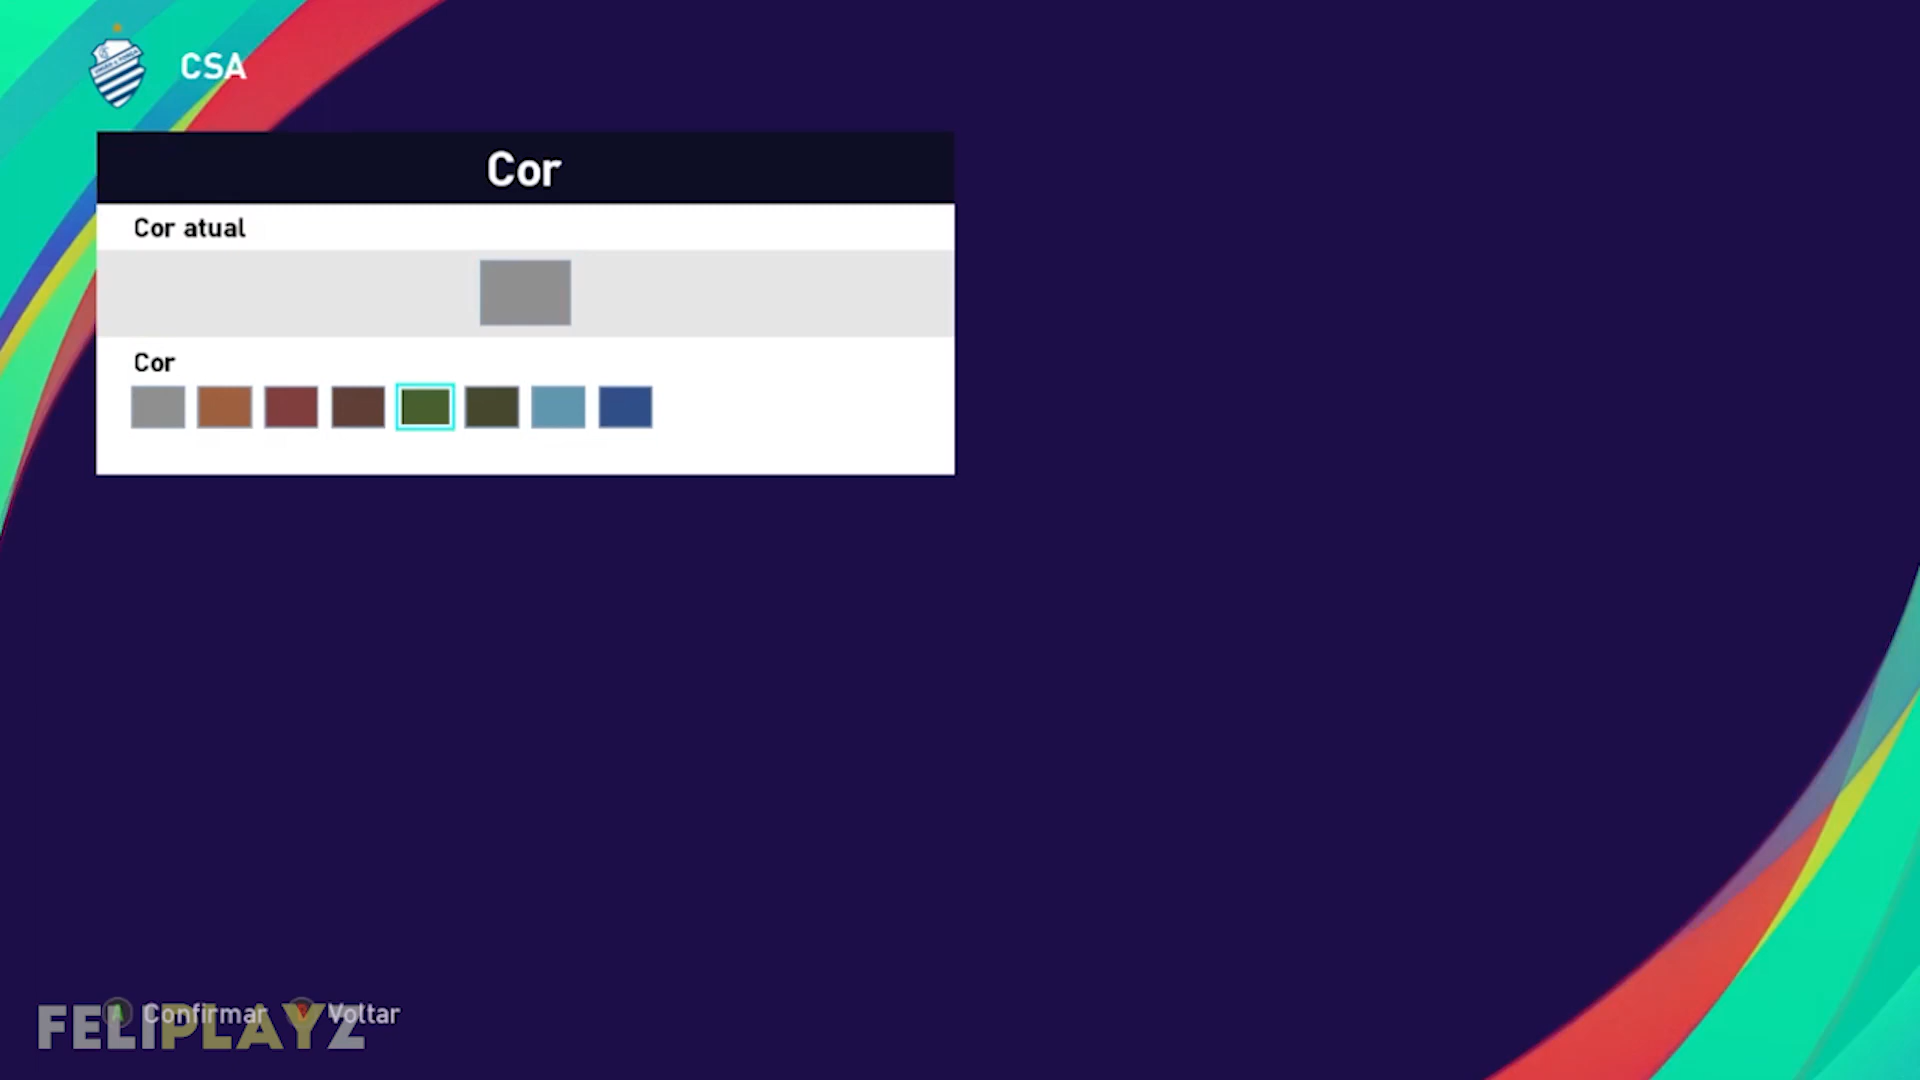 CSA
Cor
Cor atual
Cor
A Confirmar B Voltar
FELIPLAYZ